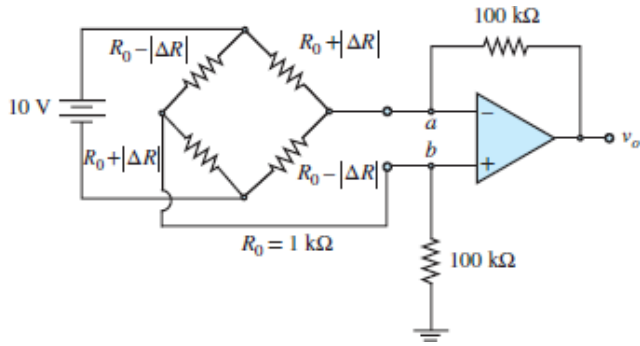 100 kΩ
R₀ − |ΔR|
R₀ + |ΔR|
10 V
a
−
vₒ
b
R₀ + |ΔR|
R₀ − |ΔR|
+
R₀ = 1 kΩ
100 kΩ